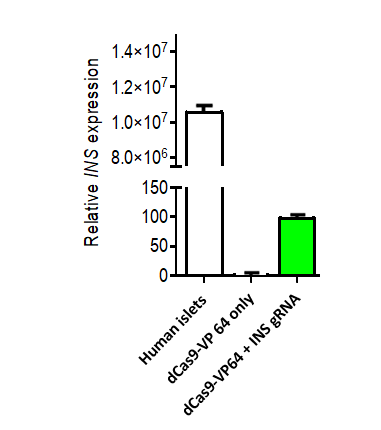 Relative INS expression
1.4×10⁷
1.2×10⁷
1.0×10⁷
8.0×10⁶
150
100
50
0
Human islets
dCas9-VP 64 only
dCas9-VP64 + INS gRNA